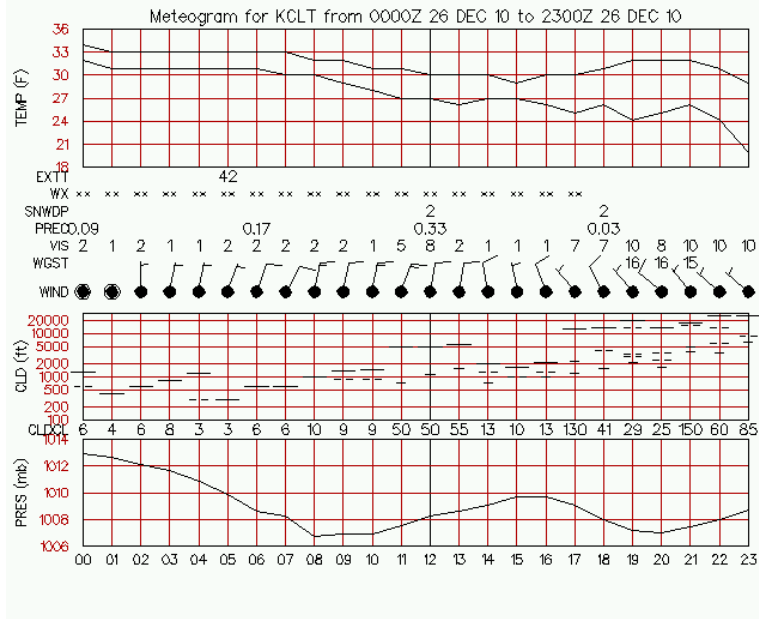 Meteogram for KCLT from 0000Z 26 DEC 10 to 2300Z 26 DEC 10
36
33
30
27
24
21
18
TEMP (F)
EXTT 42
WX ×× ×× ×× ×× ×× ×× ×× ×× ×× ×× ×× ×× ×× ×× ×× ×× ×× ××
SNWDP 2 2
PREC 0.09 0.17 0.33 0.03
VIS 2 1 2 1 1 2 2 2 2 2 1 5 8 2 1 1 1 7 7 10 8 10 10 10
WGST 16 16 15
WIND
20000
10000
5000
2000
1000
500
200
100
CLD (ft)
CLDCL 6 4 6 8 3 3 6 6 10 9 9 50 50 55 13 10 13 130 41 29 25 150 60 85
1014
1012
1010
1008
1006
PRES (mb)
00 01 02 03 04 05 06 07 08 09 10 11 12 13 14 15 16 17 18 19 20 21 22 23